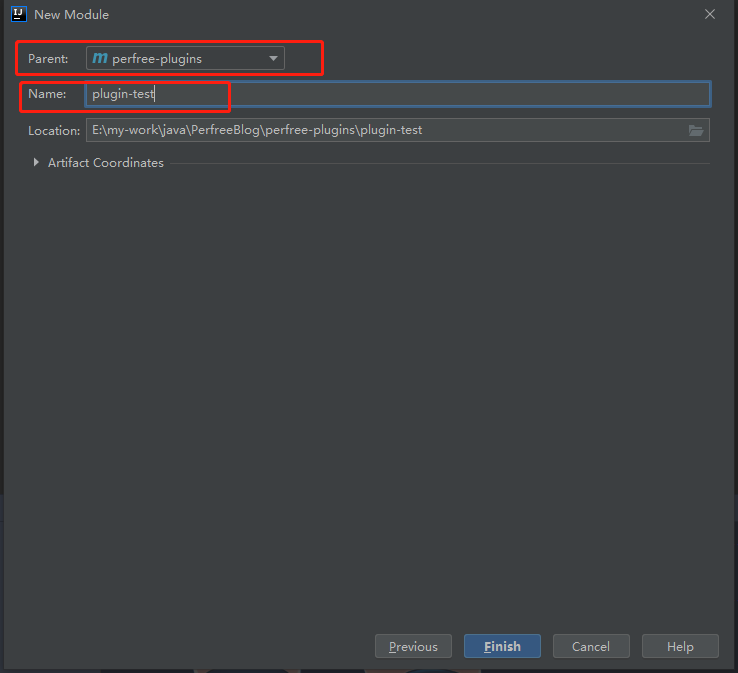 IJ New Module
Parent: m perfree-plugins
Name: plugin-test
Location: E:\my-work\java\PerfreeBlog\perfree-plugins\plugin-test
Artifact Coordinates
Previous Finish Cancel Help